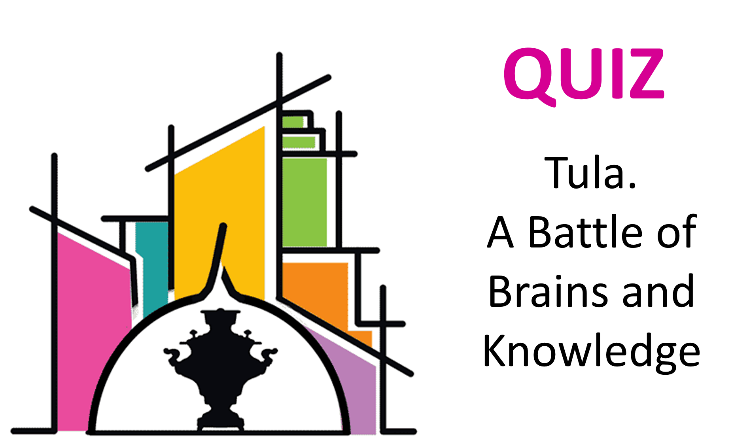 QUIZ
Tula.
A Battle of
Brains and
Knowledge